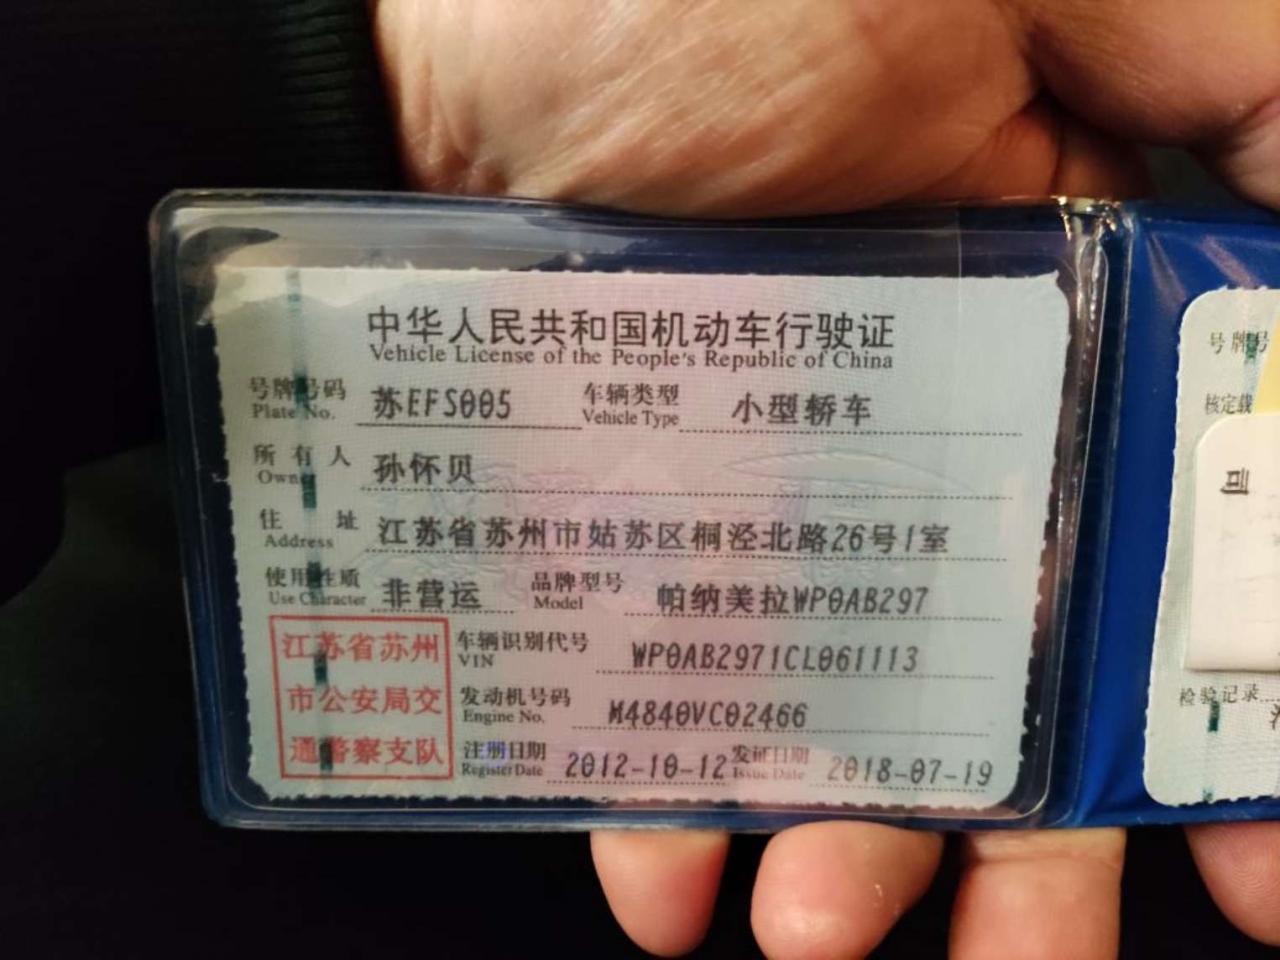 中华人民共和国机动车行驶证
Vehicle License of the People's Republic of China
号牌号码 苏EFS005 车辆类型 小型轿车
Plate No. Vehicle Type
所有人 孙怀贝
Owner
住址 江苏省苏州市姑苏区桐泾北路26号1室
Address
使用性质 非营运 品牌型号 帕纳美拉WP0AB297
Use Character Model
江苏省苏州
市公安局交
通警察支队
车辆识别代号 WP0AB2971CL061113
VIN
发动机号码 M4840VC02466
Engine No.
注册日期 2012-10-12 发证日期 2018-07-19
Register Date Issue Date
号牌号
核定载
司
检验记录